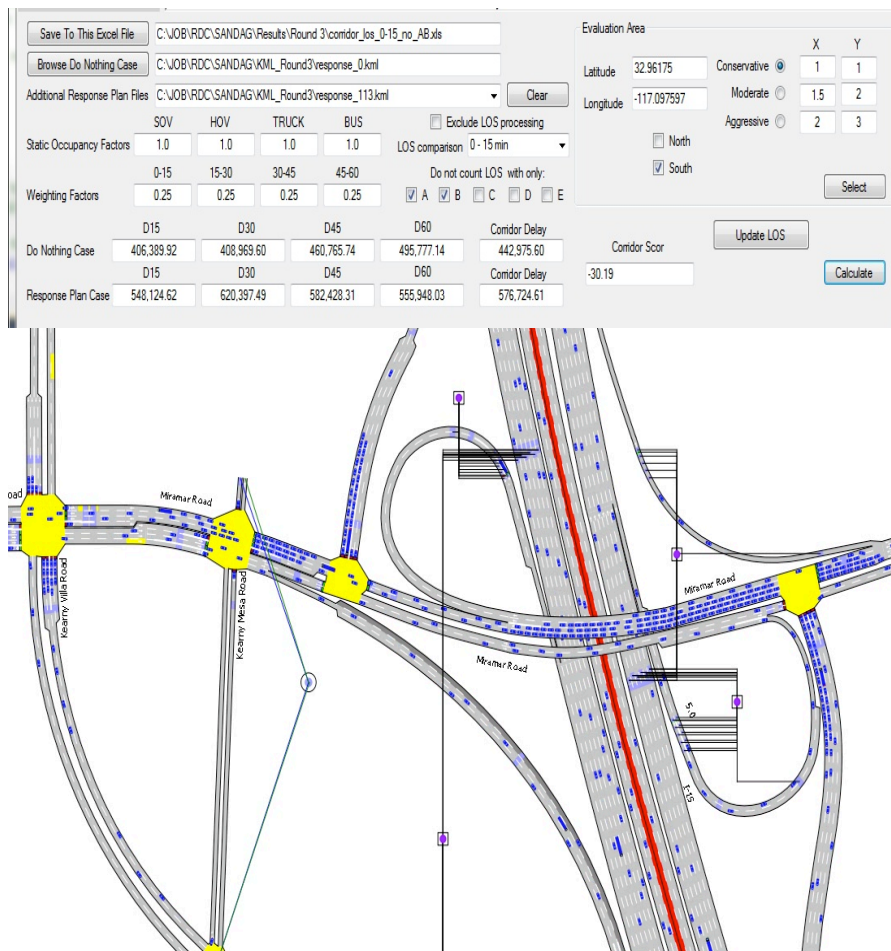 Evaluation Area
Save To This Excel File C:\JOB\RDC\SANDAG\Results\Round 3\corridor_los_0-15_no_AB.xls
X Y
Browse Do Nothing Case C:\JOB\RDC\SANDAG\KML_Round3\response_0.kml
Latitude 32.96175 Conservative 1 1
Additional Response Plan Files C:\JOB\RDC\SANDAG\KML_Round3\response_113.kml Clear
Longitude -117.097597 Moderate 1.5 2
Aggressive 2 3
SOV HOV TRUCK BUS Exclude LOS processing
Static Occupancy Factors 1.0 1.0 1.0 1.0 LOS comparison 0 - 15 min
North
South
0-15 15-30 30-45 45-60 Do not count LOS with only:
Weighting Factors 0.25 0.25 0.25 0.25 A B C D E
Select
D15 D30 D45 D60 Corridor Delay
Do Nothing Case 406,389.92 408,969.60 460,765.74 495,777.14 442,975.60
Corridor Scor Update LOS
D15 D30 D45 D60 Corridor Delay
Response Plan Case 548,124.62 620,397.49 582,428.31 555,948.03 576,724.61
-30.19 Calculate
oad
Miramar Road
Kearny Villa Road
Kearny Mesa Road
Miramar Road
Miramar Road
5.0
I-15